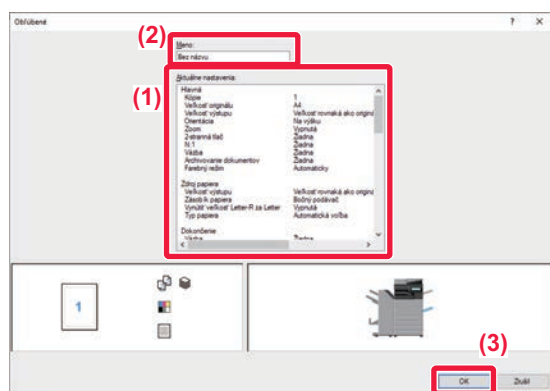 Obľúbené ? ×
(2)
Meno:
Bez názvu
(1)
Aktuálne nastavenia:
Hlavná
Kópie 1
Veľkosť originálu A4
Veľkosť výstupu Veľkosť rovnaká ako originá
Orientácia Na výšku
Zoom Vypnutá
2-stranná tlač Žiadna
N:1 Žiadna
Väzba Žiadna
Archivovanie dokumentov Žiadna
Farebný režim Automaticky
Zdroj papiera
Veľkosť výstupu Veľkosť rovnaká ako originá
Zásobník papiera Bočný podávač
Vynútiť veľkosť Letter-R za Letter Vypnutá
Typ papiera Automatická voľba
Dokončenie
Väzba Žiadna
1
(3)
OK Zrušiť